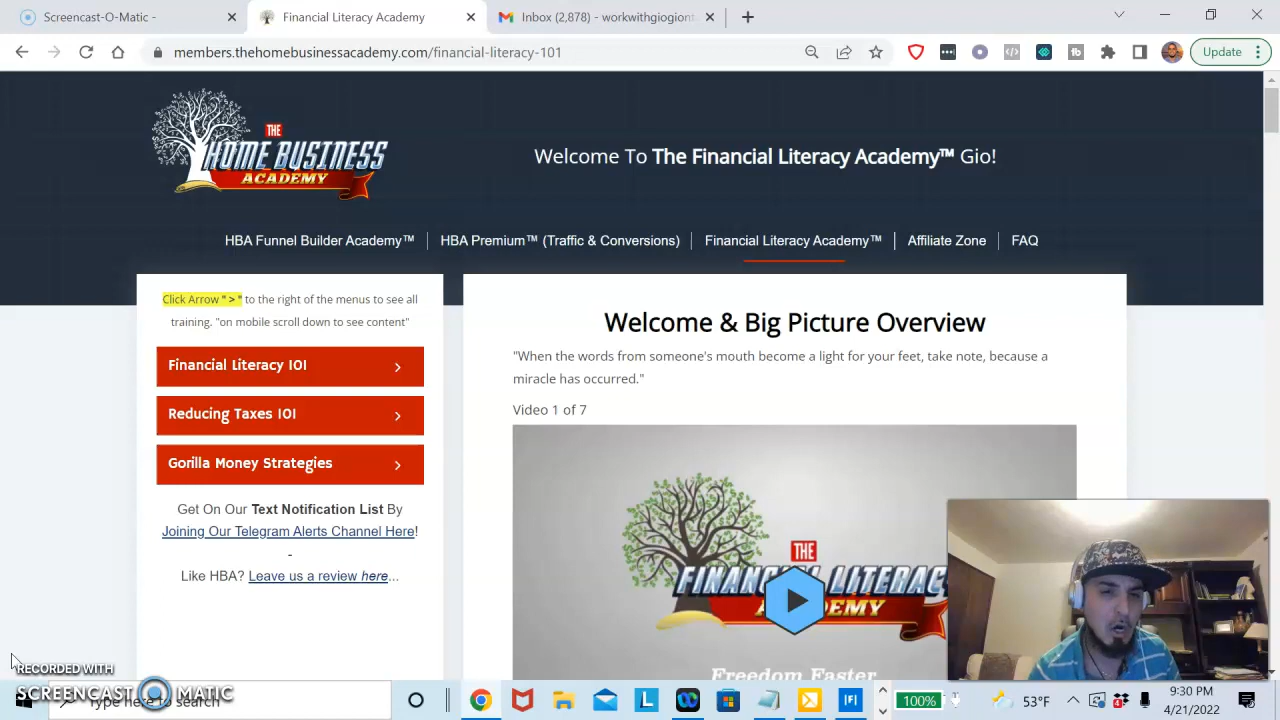 Screencast-O-Matic -
Financial Literacy Academy
Inbox (2,878) - workwithgiogiont
members.thehomebusinessacademy.com/financial-literacy-101
Update
THE
HOME BUSINESS
ACADEMY
Welcome To The Financial Literacy Academy™ Gio!
HBA Funnel Builder Academy™
HBA Premium™ (Traffic & Conversions)
Financial Literacy Academy™
Affiliate Zone
FAQ
Click Arrow " > " to the right of the menus to see all
training. "on mobile scroll down to see content"
Financial Literacy 101
Reducing Taxes 101
Gorilla Money Strategies
Get On Our Text Notification List By
Joining Our Telegram Alerts Channel Here!
-
Like HBA? Leave us a review here...
Welcome & Big Picture Overview
"When the words from someone's mouth become a light for your feet, take note, because a
miracle has occurred."
Video 1 of 7
THE
FINANCIAL LITERACY
ACADEMY
Freedom Faster
RECORDED WITH
SCREENCAST O MATIC
Type here to search
100%
53°F
9:30 PM
4/21/2022